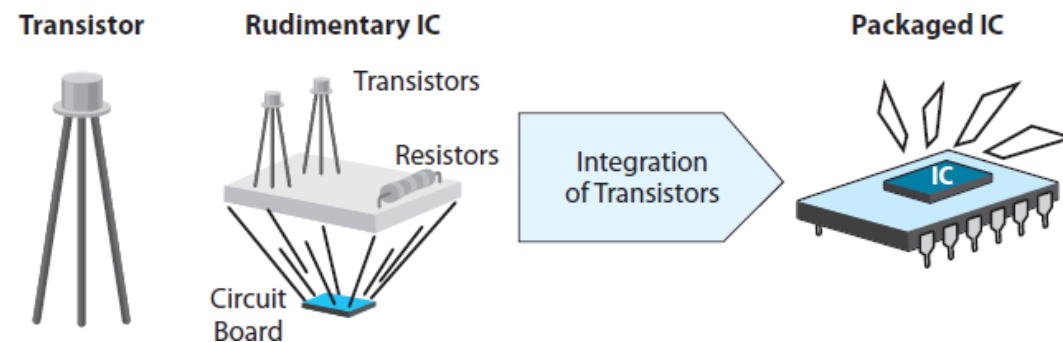 Transistor
Rudimentary IC
Packaged IC
Transistors
Resistors
Integration
of Transistors
IC
Circuit
Board